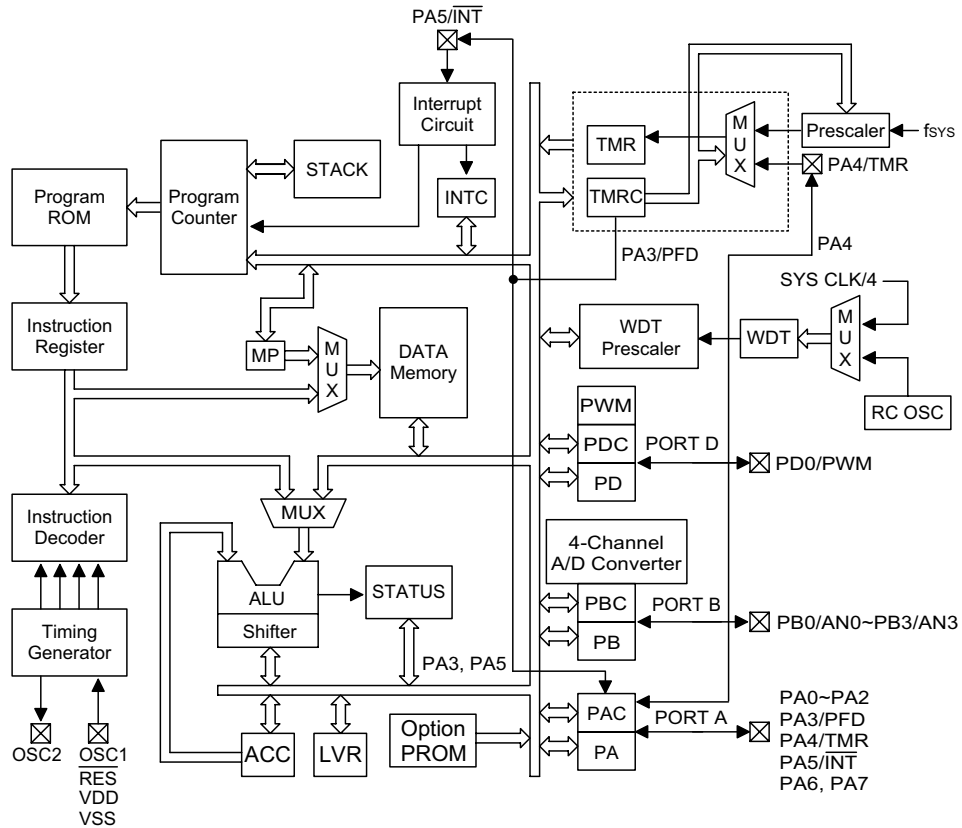 PA5/INT
Interrupt
Circuit
INTC
STACK
Program
Counter
Program
ROM
Instruction
Register
Instruction
Decoder
Timing
Generator
OSC2
OSC1
RES
VDD
VSS
MP
M
U
X
DATA
Memory
MUX
ALU
Shifter
STATUS
ACC
LVR
Option
PROM
PA3, PA5
TMR
TMRC
M
U
X
Prescaler
fSYS
PA4/TMR
PA3/PFD
PA4
SYS CLK/4
WDT
Prescaler
WDT
M
U
X
RC OSC
PWM
PDC
PD
PORT D
PD0/PWM
4-Channel
A/D Converter
PBC
PB
PORT B
PB0/AN0~PB3/AN3
PAC
PA
PORT A
PA0~PA2
PA3/PFD
PA4/TMR
PA5/INT
PA6, PA7